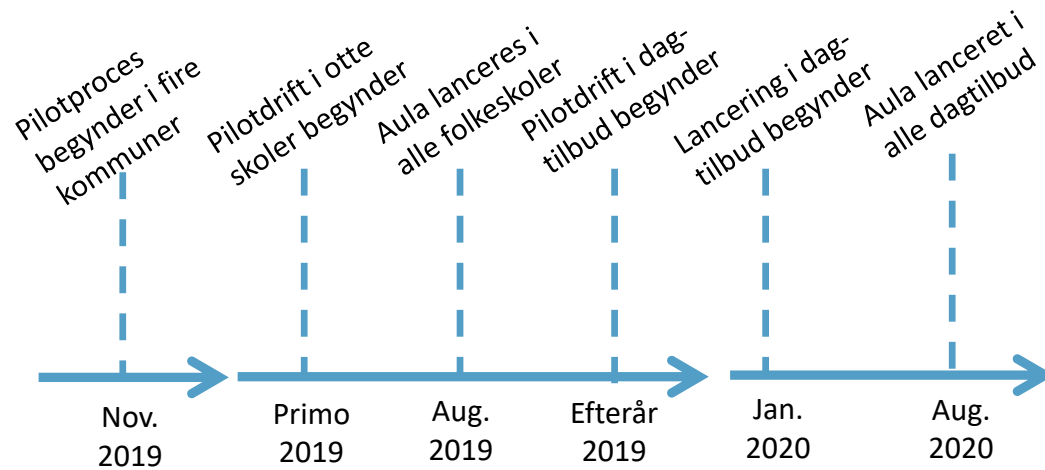 Pilotproces
begynder i fire
kommuner
Pilotdrift i otte
skoler begynder
Aula lanceres i
alle folkeskoler
Pilotdrift i dag-
tilbud begynder
Lancering i dag-
tilbud begynder
Aula lanceret i
alle dagtilbud
Nov.
2019
Primo
2019
Aug.
2019
Efterår
2019
Jan.
2020
Aug.
2020